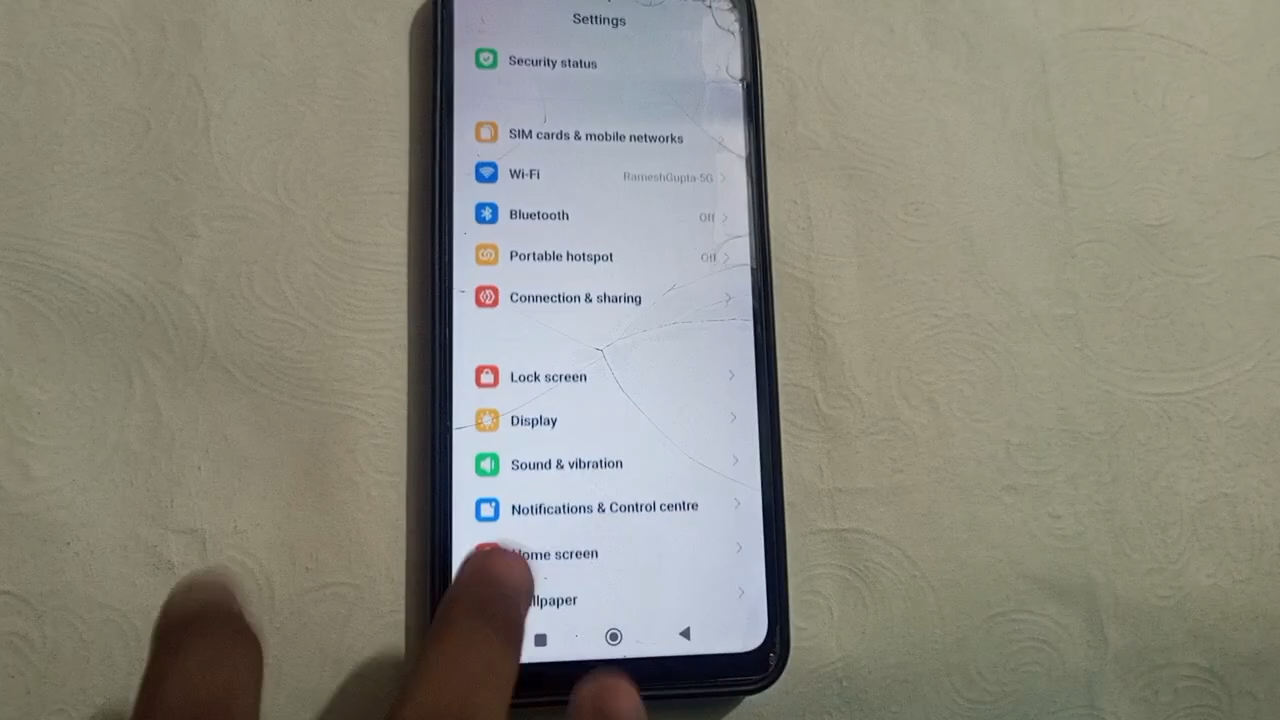 Settings
Security status
SIM cards & mobile networks
Wi-Fi RameshGupta-5G
Bluetooth Off
Portable hotspot Off
Connection & sharing
Lock screen
Display
Sound & vibration
Notifications & Control centre
ome screen
llpaper